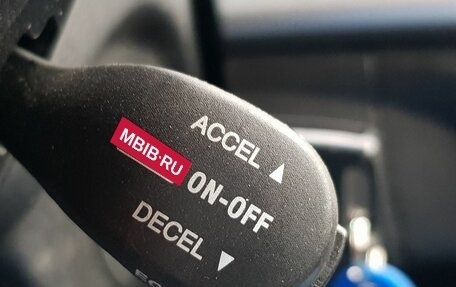 ACCEL ▲
MBIB.RU
ON-OFF
DECEL ▼